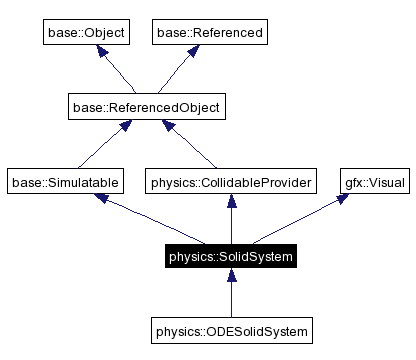 base::Object
base::Referenced
base::ReferencedObject
base::Simulatable
physics::CollidableProvider
gfx::Visual
physics::SolidSystem
physics::ODESolidSystem